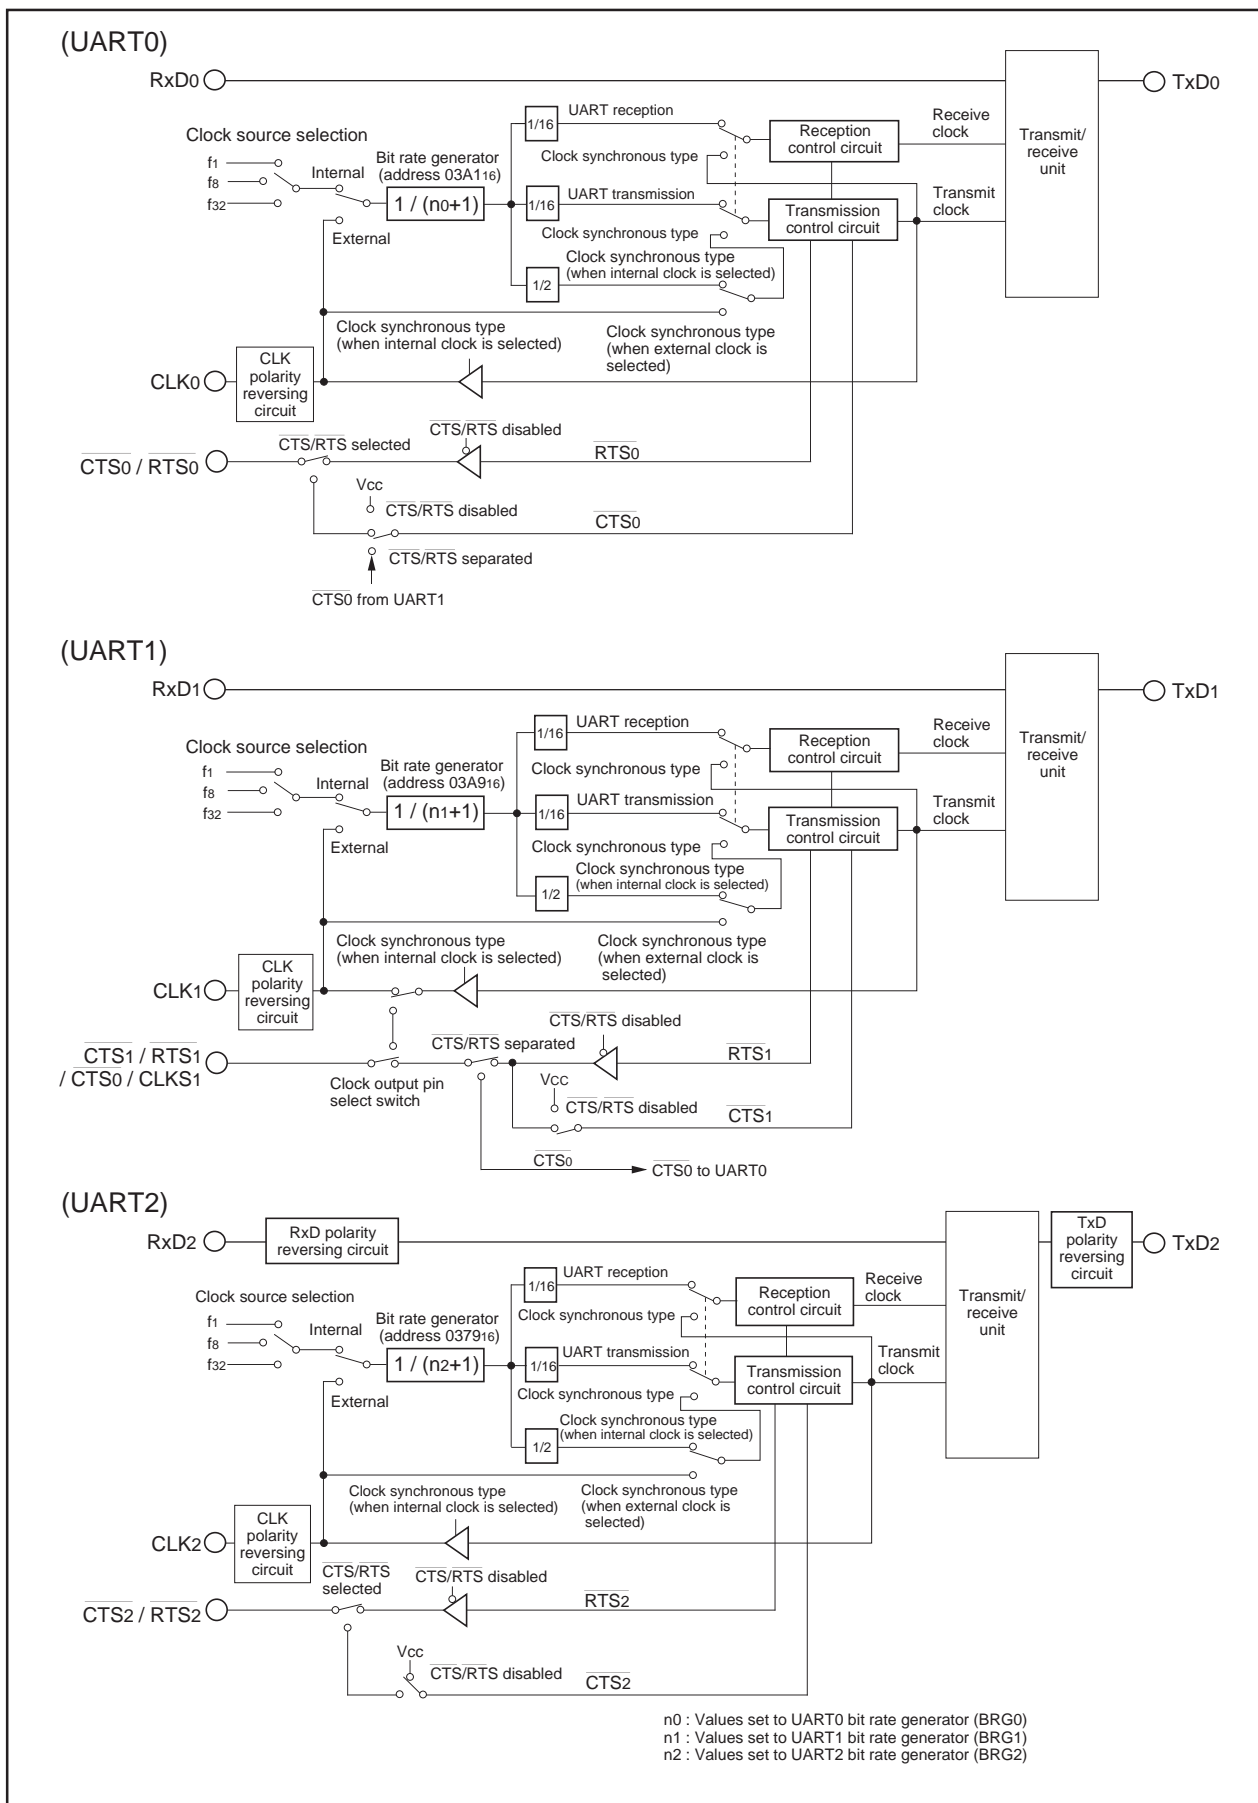 (UART0)
RxD0
TxD0
Clock source selection
f1
f8
f32
Internal
External
Bit rate generator
(address 03A116)
1 / (n0+1)
1/16
UART reception
Clock synchronous type
1/16
UART transmission
Clock synchronous type
Clock synchronous type
(when internal clock is selected)
1/2
Reception
control circuit
Transmission
control circuit
Receive
clock
Transmit
clock
Transmit/
receive
unit
Clock synchronous type
(when internal clock is selected)
Clock synchronous type
(when external clock is
selected)
CLK0
CLK
polarity
reversing
circuit
CTS/RTS selected
CTS/RTS disabled
RTS0
CTS0 / RTS0
Vcc
CTS/RTS disabled
CTS0
CTS/RTS separated
CTS0 from UART1
(UART1)
RxD1
TxD1
Clock source selection
f1
f8
f32
Internal
External
Bit rate generator
(address 03A916)
1 / (n1+1)
1/16
UART reception
Clock synchronous type
1/16
UART transmission
Clock synchronous type
Clock synchronous type
(when internal clock is selected)
1/2
Reception
control circuit
Transmission
control circuit
Receive
clock
Transmit
clock
Transmit/
receive
unit
Clock synchronous type
(when internal clock is selected)
Clock synchronous type
(when external clock is
selected)
CLK1
CLK
polarity
reversing
circuit
CTS1 / RTS1
/ CTS0 / CLKS1
Clock output pin
select switch
CTS/RTS separated
CTS/RTS disabled
RTS1
VCC
CTS/RTS disabled
CTS1
CTS0
CTS0 to UART0
(UART2)
RxD2
RxD polarity
reversing circuit
TxD
polarity
reversing
circuit
TxD2
Clock source selection
f1
f8
f32
Internal
External
Bit rate generator
(address 037916)
1 / (n2+1)
1/16
UART reception
Clock synchronous type
1/16
UART transmission
Clock synchronous type
Clock synchronous type
(when internal clock is selected)
1/2
Reception
control circuit
Transmission
control circuit
Receive
clock
Transmit
clock
Transmit/
receive
unit
Clock synchronous type
(when internal clock is selected)
Clock synchronous type
(when external clock is
selected)
CLK2
CLK
polarity
reversing
circuit
CTS/RTS
selected
CTS/RTS disabled
RTS2
CTS2 / RTS2
Vcc
CTS/RTS disabled
CTS2
n0 : Values set to UART0 bit rate generator (BRG0)
n1 : Values set to UART1 bit rate generator (BRG1)
n2 : Values set to UART2 bit rate generator (BRG2)